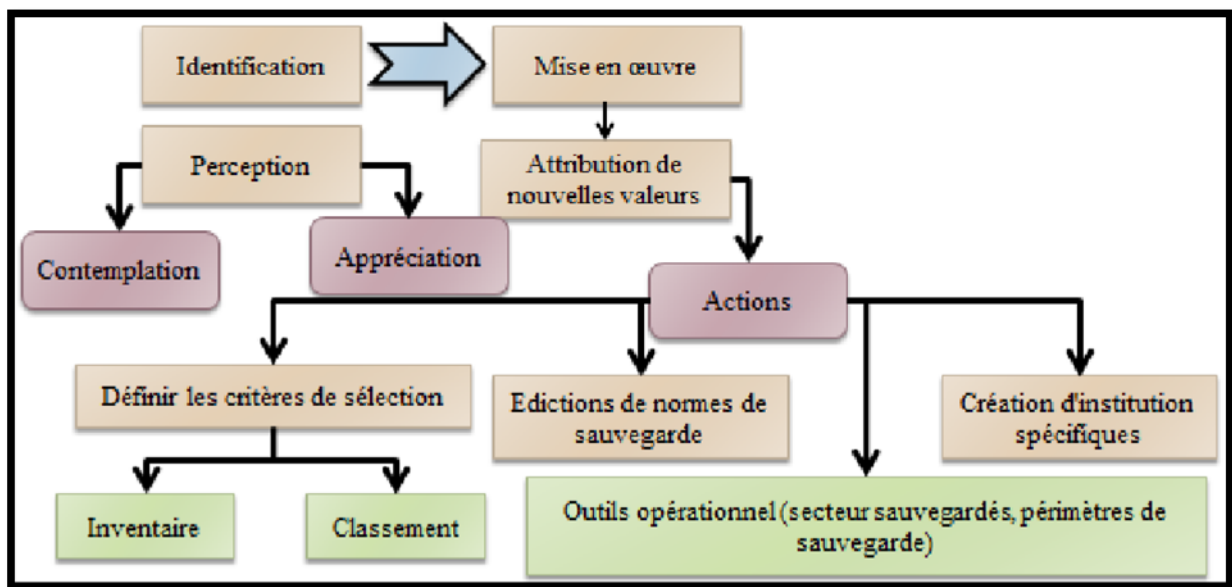 Identification
Mise en œuvre
Perception
Attribution de
nouvelles valeurs
Contemplation
Appréciation
Actions
Définir les critères de sélection
Edictions de normes de
sauvegarde
Création d'institution
spécifiques
Inventaire
Classement
Outils opérationnel (secteur sauvegardés, périmètres de
sauvegarde)